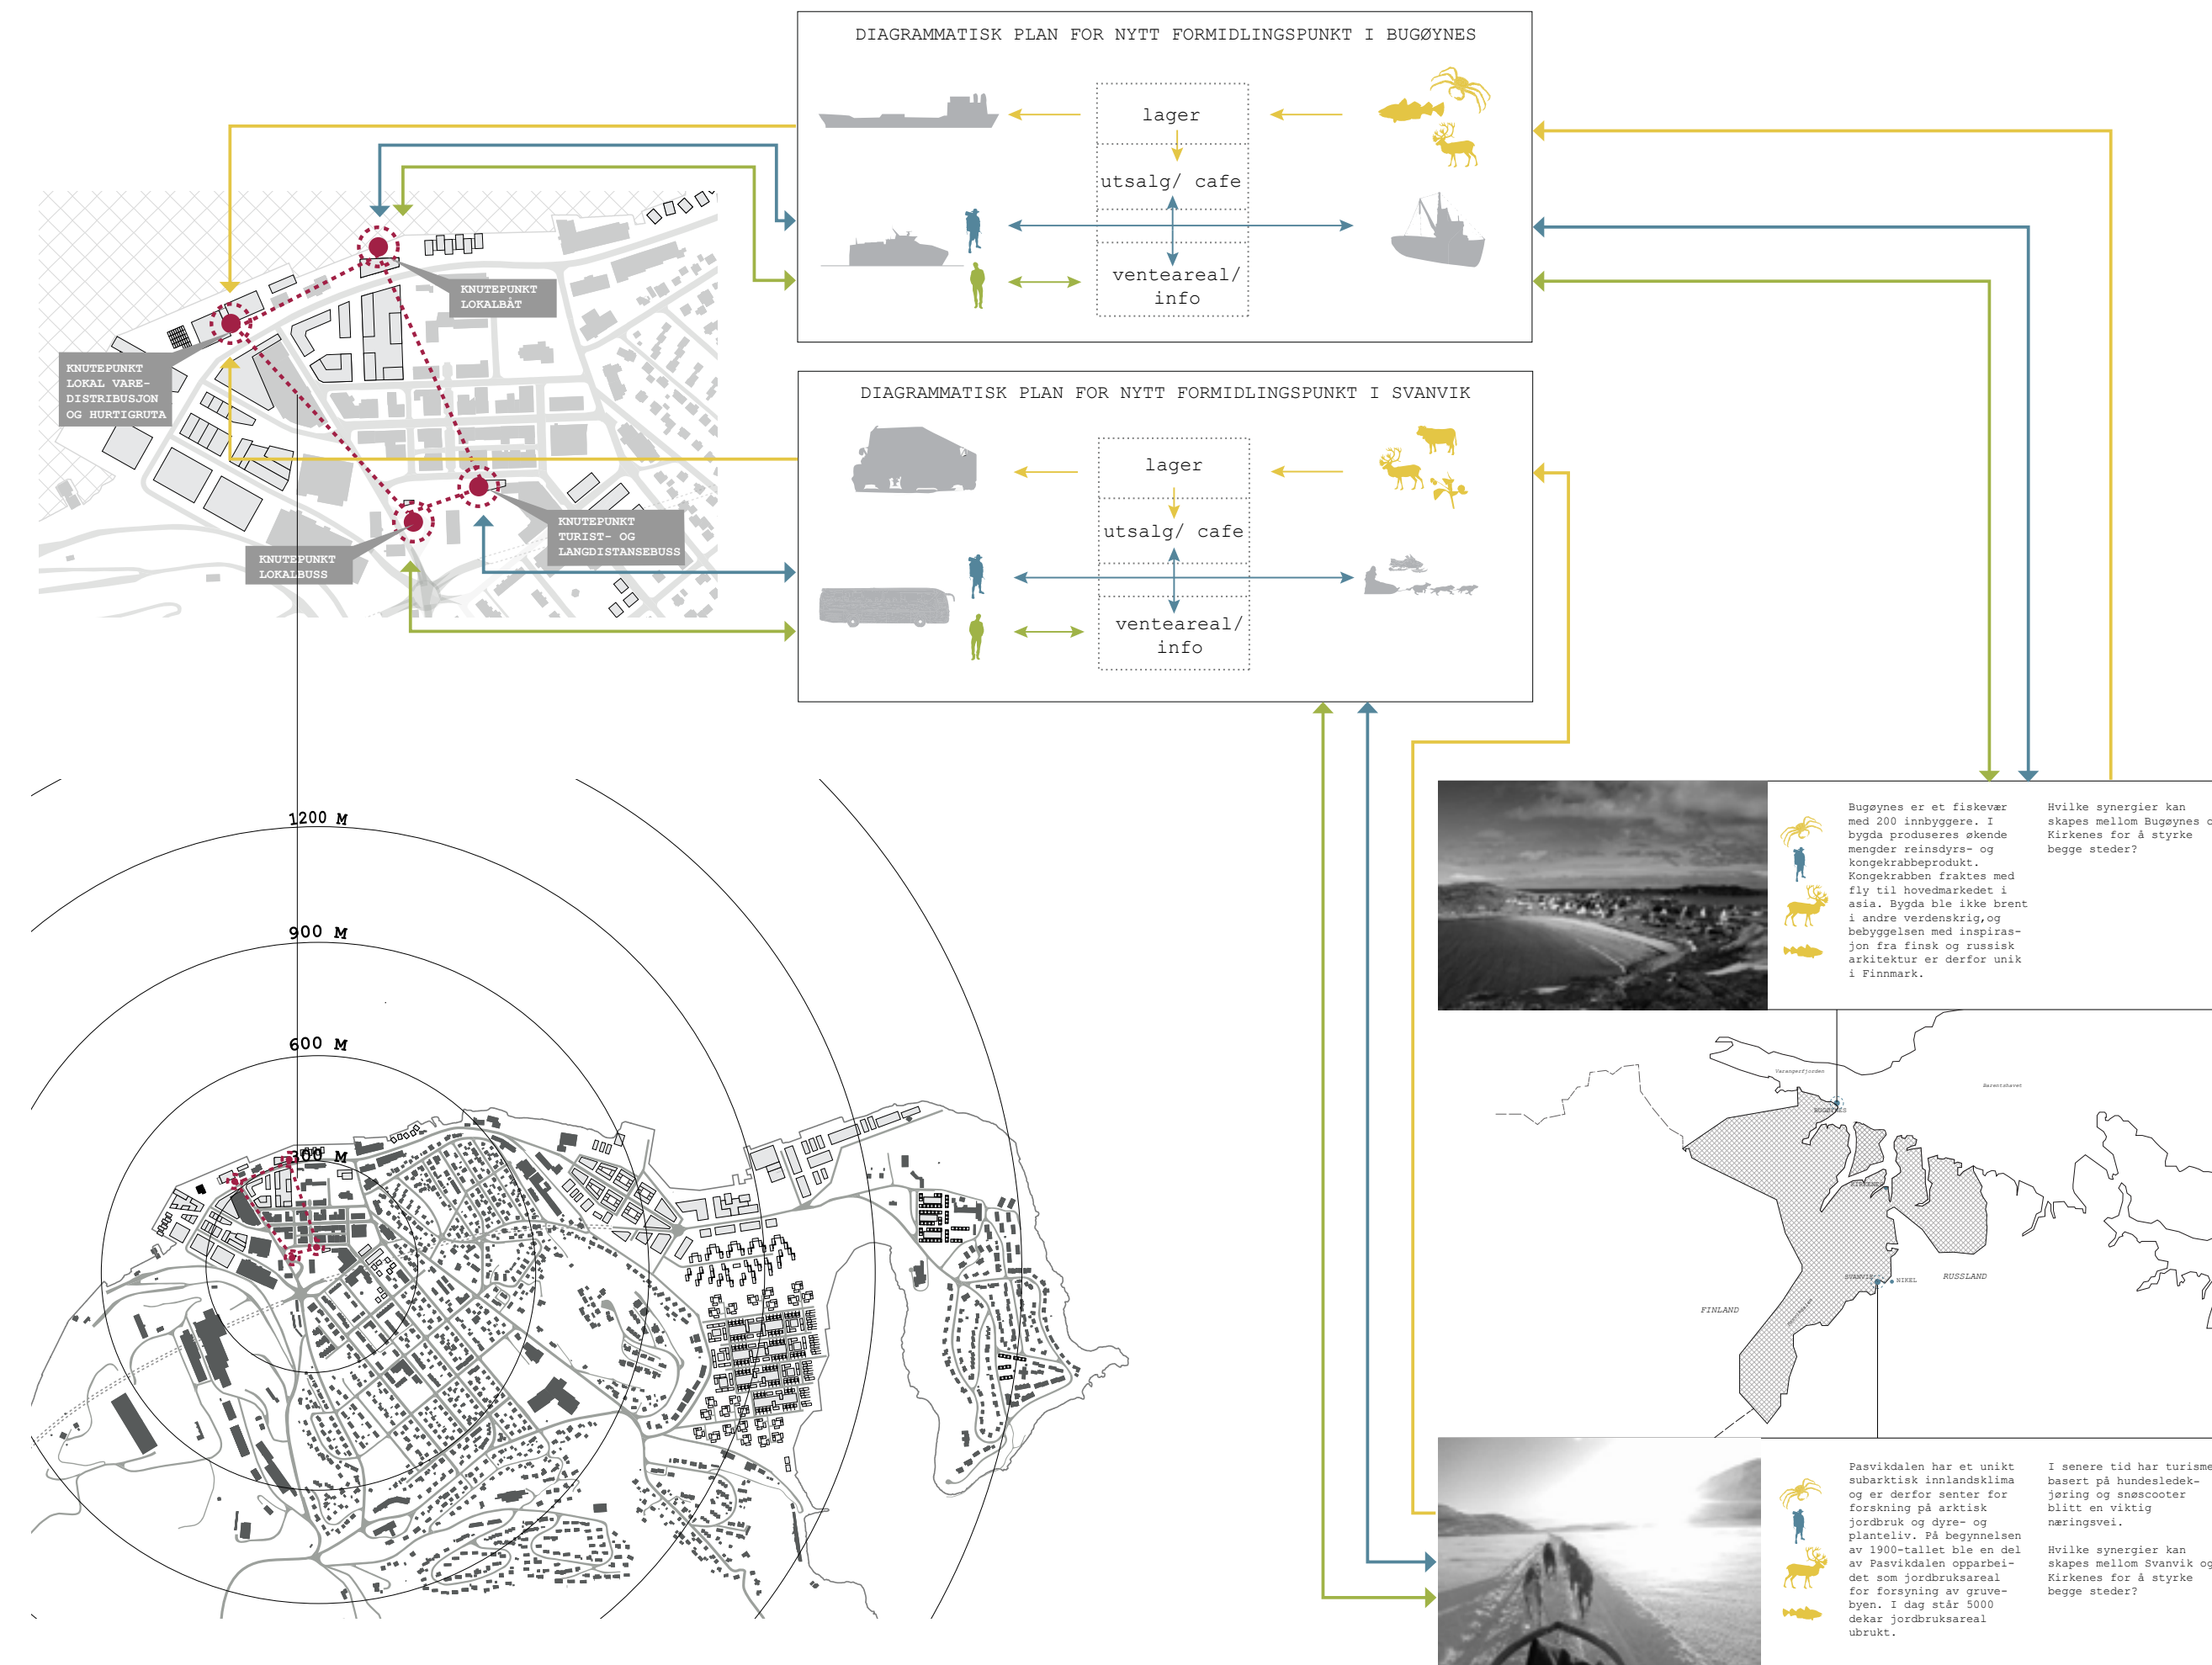 DIAGRAMMATISK PLAN FOR NYTT FORMIDLINGSPUNKT I BUGØYNES
lager
utsalg/ cafe
venteareal/
info
KNUTEPUNKT
LOKALBÅT
KNUTEPUNKT
LOKAL VARE-
DISTRIBUSJON
OG HURTIGRUTA
KNUTEPUNKT
TURIST- OG
LANGDISTANSEBUSS
KNUTEPUNKT
LOKALBUSS
DIAGRAMMATISK PLAN FOR NYTT FORMIDLINGSPUNKT I SVANVIK
lager
utsalg/ cafe
venteareal/
info
1200 M
900 M
600 M
300 M
Bugøynes er et fiskevær
med 200 innbyggere. I
bygda produseres økende
mengder reinsdyrs- og
kongekrabbeprodukt.
Kongekrabben fraktes med
fly til hovedmarkedet i
asia. Bygda ble ikke brent
i andre verdenskrig,og
bebyggelsen med inspiras-
jon fra finsk og russisk
arkitektur er derfor unik
i Finnmark.
Hvilke synergier kan
skapes mellom Bugøynes o
Kirkenes for å styrke
begge steder?
Varangerfjorden
Barentshavet
BUGØYNES
KIRKENES
SVANVIK
NIKEL
RUSSLAND
FINLAND
Pasvikdalen har et unikt
subarktisk innlandsklima
og er derfor senter for
forskning på arktisk
jordbruk og dyre- og
planteliv. På begynnelsen
av 1900-tallet ble en del
av Pasvikdalen opparbei-
det som jordbruksareal
for forsyning av gruve-
byen. I dag står 5000
dekar jordbruksareal
ubrukt.
I senere tid har turisme
basert på hundesledek-
jøring og snøscooter
blitt en viktig
næringsvei.
Hvilke synergier kan
skapes mellom Svanvik og
Kirkenes for å styrke
begge steder?